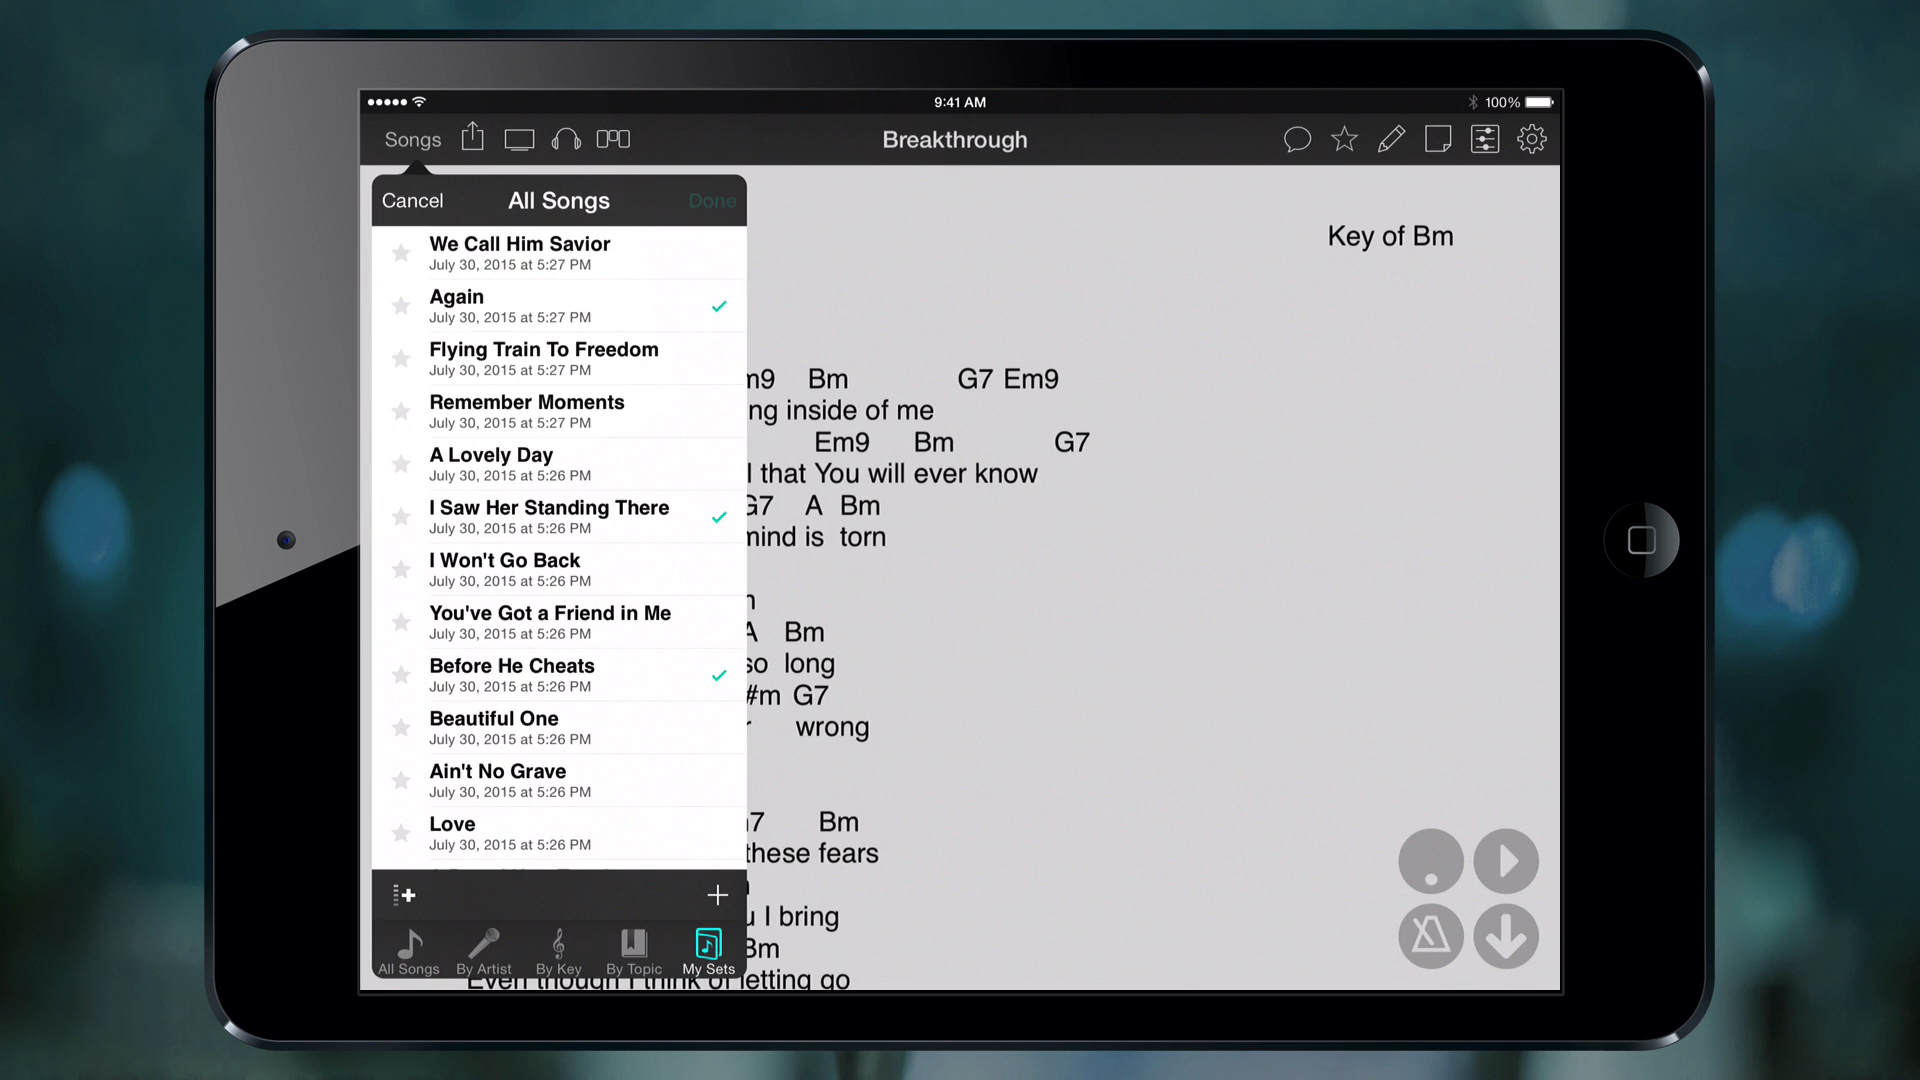 9:41 AM
100%
Songs
Breakthrough
Cancel
All Songs
Done
We Call Him Savior
July 30, 2015 at 5:27 PM
Again
July 30, 2015 at 5:27 PM
Flying Train To Freedom
July 30, 2015 at 5:27 PM
Remember Moments
July 30, 2015 at 5:27 PM
A Lovely Day
July 30, 2015 at 5:26 PM
I Saw Her Standing There
July 30, 2015 at 5:26 PM
I Won't Go Back
July 30, 2015 at 5:26 PM
You've Got a Friend in Me
July 30, 2015 at 5:26 PM
Before He Cheats
July 30, 2015 at 5:26 PM
Beautiful One
July 30, 2015 at 5:26 PM
Ain't No Grave
July 30, 2015 at 5:26 PM
Love
July 30, 2015 at 5:26 PM
All Songs
By Artist
By Key
By Topic
My Sets
Key of Bm
m9 Bm G7 Em9
ng inside of me
Em9 Bm G7
l that You will ever know
G7 A Bm
mind is torn
A Bm
so long
#m G7
wrong
7 Bm
these fears
I bring
Bm
Even though I think of letting go